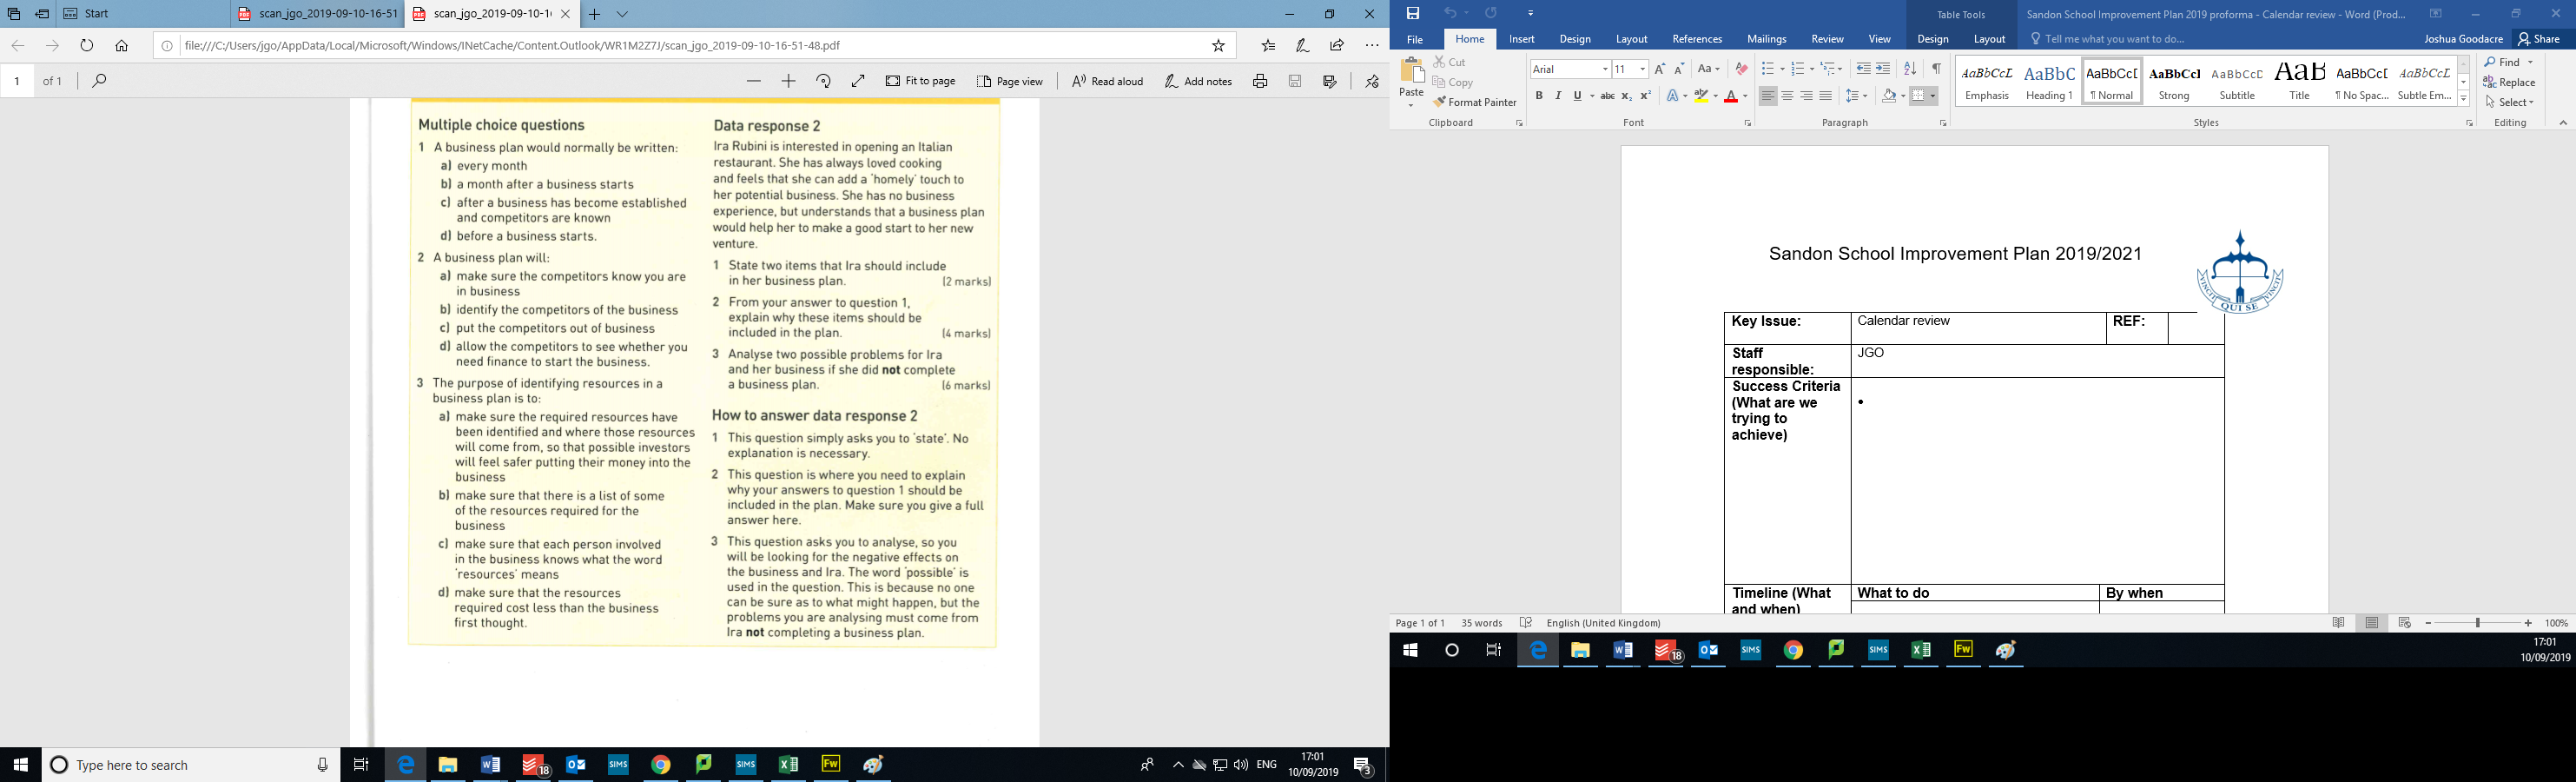 Start
scan_jgo_2019-09-10-16-51
scan_jgo_2019-09-10-1
file:///C:/Users/jgo/AppData/Local/Microsoft/Windows/INetCache/Content.Outlook/WR1M2Z7J/scan_jgo_2019-09-10-16-51-48.pdf
1 of 1
Fit to page
Page view
Read aloud
Add notes
Multiple choice questions
1 A business plan would normally be written:
a) every month
b) a month after a business starts
c) after a business has become established
and competitors are known
d) before a business starts.
2 A business plan will:
a) make sure the competitors know you are
in business
b) identify the competitors of the business
c) put the competitors out of business
d) allow the competitors to see whether you
need finance to start the business.
3 The purpose of identifying resources in a
business plan is to:
a) make sure the required resources have
been identified and where those resources
will come from, so that possible investors
will feel safer putting their money into the
business
b) make sure that there is a list of some
of the resources required for the
business
c) make sure that each person involved
in the business knows what the word
'resources' means
d) make sure that the resources
required cost less than the business
first thought.
Data response 2
Ira Rubini is interested in opening an Italian
restaurant. She has always loved cooking
and feels that she can add a 'homely' touch to
her potential business. She has no business
experience, but understands that a business plan
would help her to make a good start to her new
venture.
1 State two items that Ira should include
in her business plan. (2 marks)
2 From your answer to question 1,
explain why these items should be
included in the plan. (4 marks)
3 Analyse two possible problems for Ira
and her business if she did not complete
a business plan. (6 marks)
How to answer data response 2
1 This question simply asks you to 'state'. No
explanation is necessary.
2 This question is where you need to explain
why your answers to question 1 should be
included in the plan. Make sure you give a full
answer here.
3 This question asks you to analyse, so you
will be looking for the negative effects on
the business and Ira. The word 'possible' is
used in the question. This is because no one
can be sure as to what might happen, but the
problems you are analysing must come from
Ira not completing a business plan.
Type here to search
18
SIMS
SIMS
Fw
ENG
17:01
10/09/2019
3
Table Tools
Sandon School Improvement Plan 2019 proforma - Calendar review - Word (Prod...
File
Home
Insert
Design
Layout
References
Mailings
Review
View
Design
Layout
Tell me what you want to do...
Joshua Goodacre
Share
Paste
Cut
Copy
Format Painter
Clipboard
Arial
11
Font
Paragraph
AaBbCcL
Emphasis
AaBbC
Heading 1
AaBbCcI
¶ Normal
AaBbCcl
Strong
AaBbCcD
Subtitle
AaB
Title
AaBbCcI
¶ No Spac...
AaBbCcL
Subtle Em...
Styles
Find
Replace
Select
Editing
Sandon School Improvement Plan 2019/2021
VINCIT QUI SE VINCIT
Key Issue: Calendar review REF:
Staff
responsible: JGO
Success Criteria
(What are we
trying to
achieve)
Timeline (What
and when)
What to do By when
Page 1 of 1 35 words English (United Kingdom)
100%
18
SIMS
SIMS
Fw
17:01
10/09/2019